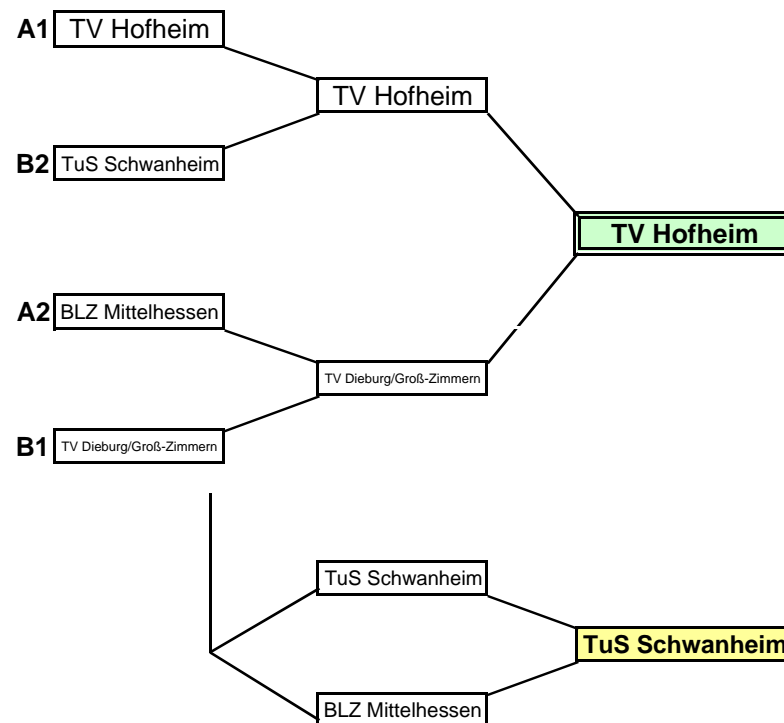 A1 TV Hofheim
TV Hofheim
B2 TuS Schwanheim
TV Hofheim
A2 BLZ Mittelhessen
TV Dieburg/Groß-Zimmern
B1 TV Dieburg/Groß-Zimmern
TuS Schwanheim
TuS Schwanheim
BLZ Mittelhessen